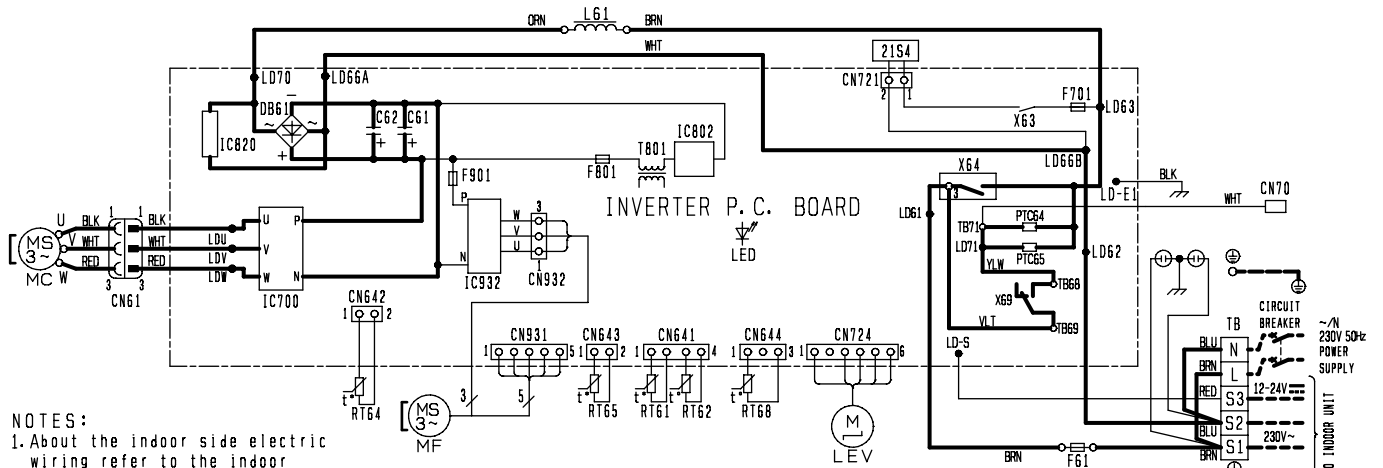 ORN L61 BRN
WHT
21S4
CN721
2 1
LD70 LD66A
DB61
~ ~
− +
IC820
C62 C61
+ +
F901
F801
T801
IC802
X63
F701
LD63
LD66B
X64
3
LD-E1
BLK
WHT
CN70
INVERTER P. C. BOARD
LED
LD61
TB71
PTC64
LD71
PTC65
LD62
YLW
X69
TB68
VLT
TB69
LD-S
U BLK 1 1 BLK LDU U P
MS
3~
V WHT WHT LDV V
W RED RED LDW W N
3 3
MC
CN61
IC700
P W 3
V
N U 1
IC932
CN932
CN642
1 2
t°
RT64
CN931
1 5
3 5
MS
3~
MF
CN643
1 2
t°
RT65
CN641
1 4
t° t°
RT61 RT62
CN644
1 3
t°
RT68
CN724
1 6
M
LEV
CIRCUIT
BREAKER
~/N
230V 50Hz
POWER
SUPPLY
TB
BLU N
BRN L
RED S3 12-24V
S2
BLU
S1 230V~
BRN
BRN F61
O INDOOR UNIT
NOTES:
1. About the indoor side electric
wiring refer to the indoor